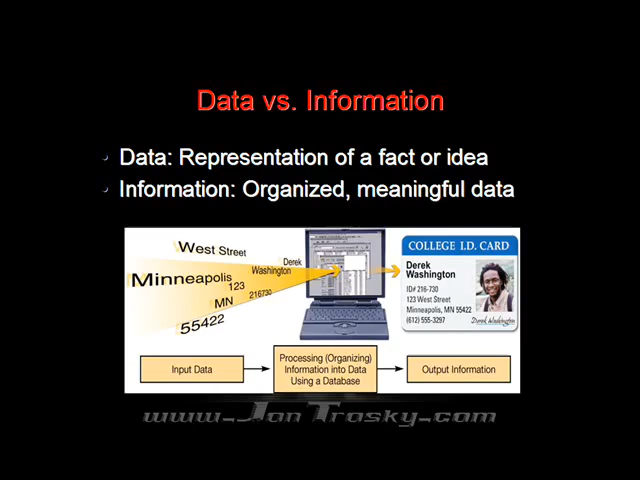 Data vs. Information
Data: Representation of a fact or idea
Information: Organized, meaningful data
West Street
Derek
Washington
Minneapolis
123
216730
MN
55422
COLLEGE I.D. CARD
Derek
Washington
ID# 216-730
123 West Street
Minneapolis, MN 55422
(612) 555-3297
Derek Washington
Input Data
Processing (Organizing)
Information into Data
Using a Database
Output Information
www.JonTrosky.com